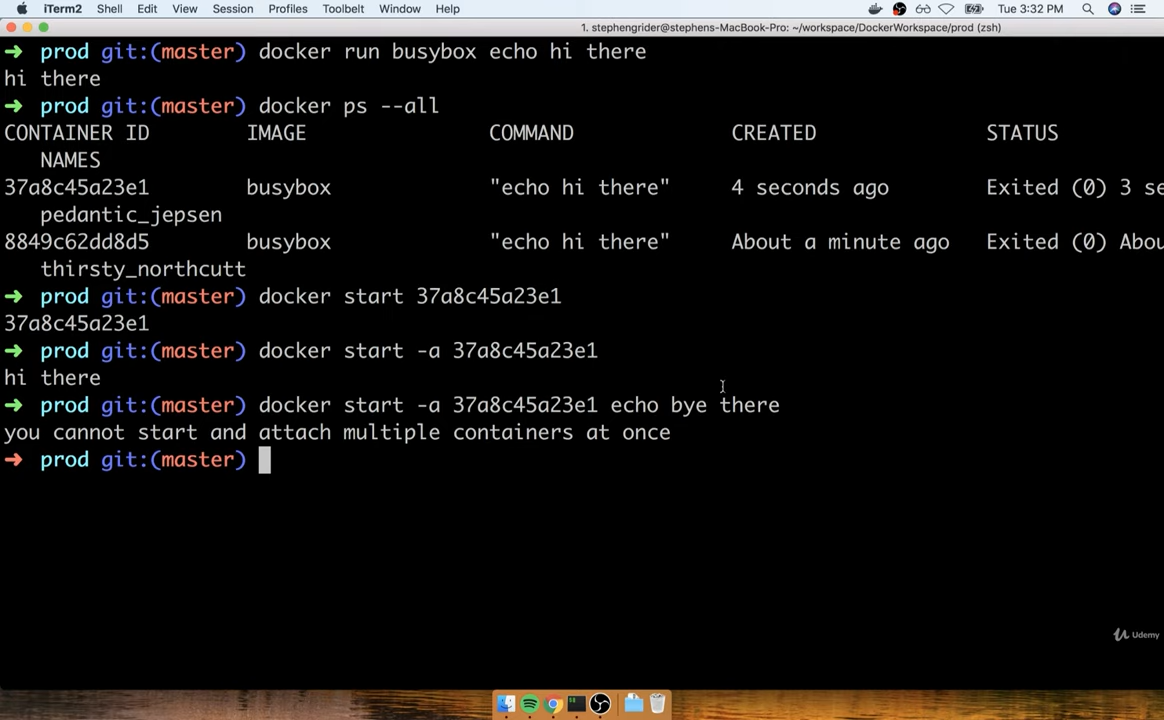 iTerm2 Shell Edit View Session Profiles Toolbelt Window Help Tue 3:32 PM
1. stephengrider@stephens-MacBook-Pro: ~/workspace/DockerWorkspace/prod (zsh)
➜ prod git:(master) docker run busybox echo hi there
hi there
➜ prod git:(master) docker ps --all
CONTAINER ID IMAGE COMMAND CREATED STATUS
NAMES
37a8c45a23e1 busybox "echo hi there" 4 seconds ago Exited (0) 3 se
pedantic_jepsen
8849c62dd8d5 busybox "echo hi there" About a minute ago Exited (0) Abou
thirsty_northcutt
➜ prod git:(master) docker start 37a8c45a23e1
37a8c45a23e1
➜ prod git:(master) docker start -a 37a8c45a23e1
hi there
➜ prod git:(master) docker start -a 37a8c45a23e1 echo bye there
you cannot start and attach multiple containers at once
➜ prod git:(master)
Udemy